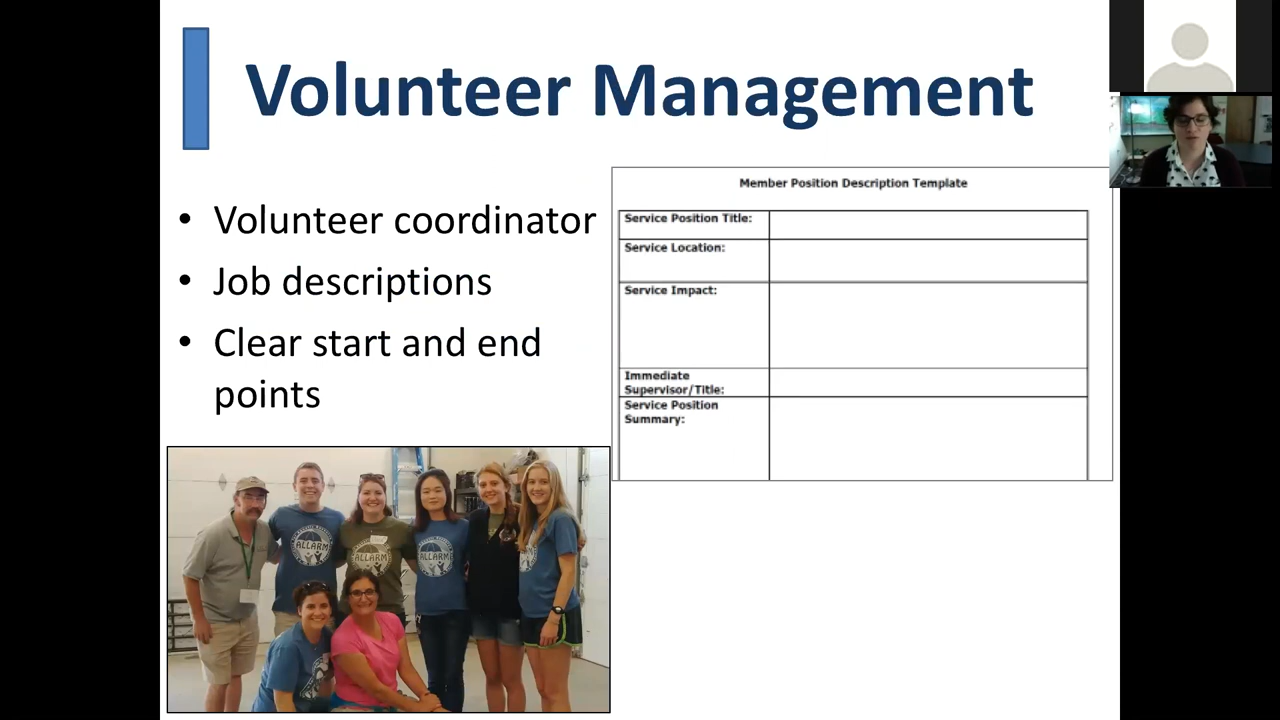 Volunteer Management
• Volunteer coordinator
• Job descriptions
• Clear start and end
points
Member Position Description Template
Service Position Title:
Service Location:
Service Impact:
Immediate
Supervisor/Title:
Service Position
Summary:
ALLARM
ALLARM
ALLARM